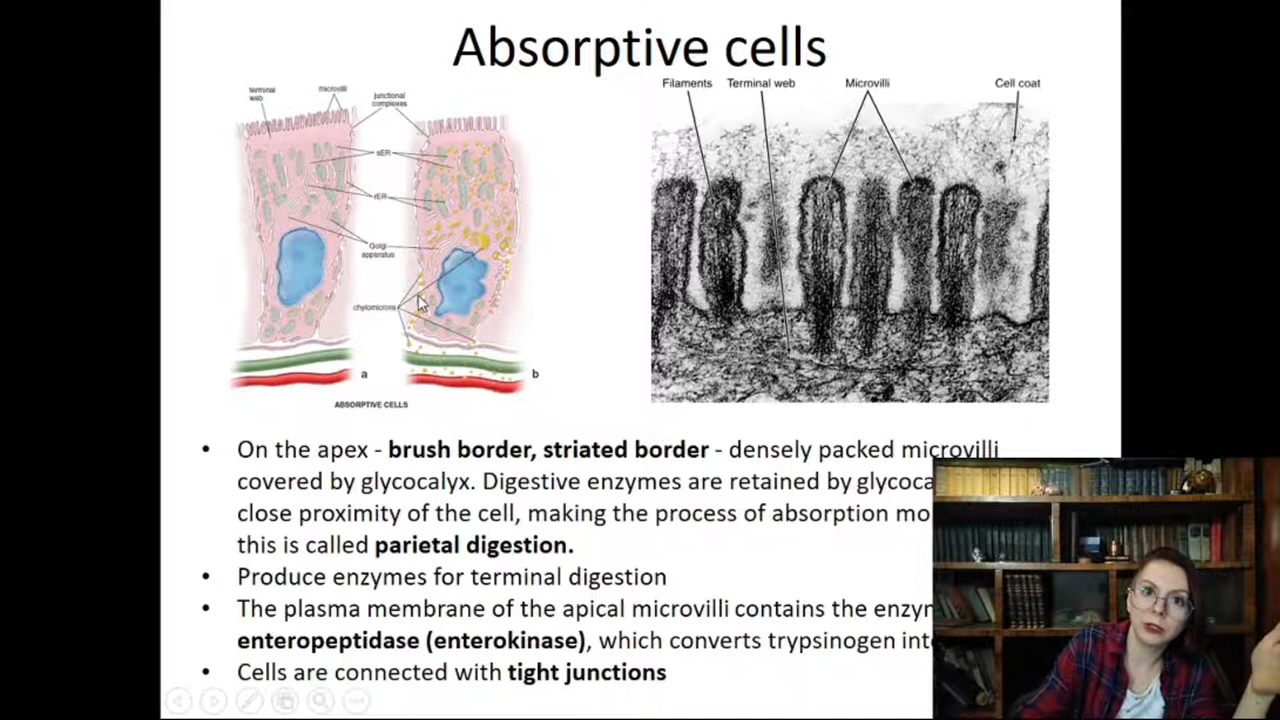 Absorptive cells
Filaments Terminal web Microvilli Cell coat
terminal web
microvilli
junctional complexes
sER
rER
Golgi apparatus
chylomicrons
a
b
ABSORPTIVE CELLS
• On the apex - brush border, striated border - densely packed microvilli
covered by glycocalyx. Digestive enzymes are retained by glycoca
close proximity of the cell, making the process of absorption mo
this is called parietal digestion.
• Produce enzymes for terminal digestion
• The plasma membrane of the apical microvilli contains the enzyn
enteropeptidase (enterokinase), which converts trypsinogen int
• Cells are connected with tight junctions